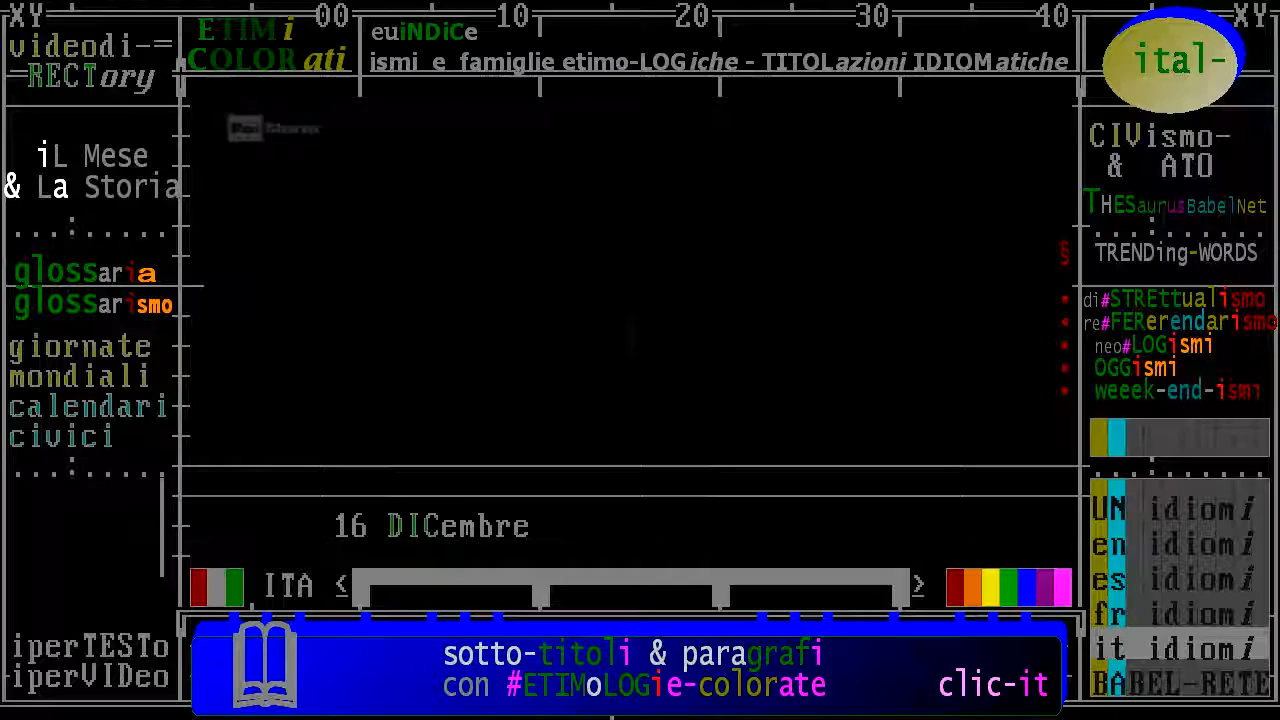 XY 00 10 20 30 40 XY
videodi-=
=RECTory
ETIMi
COLORati
euiNDiCe
ismi e famiglie etimo-LOGiche - TITOLazioni IDIOMatiche
ital-
iL Mese
& La Storia
glossaria
glossarismo
giornate
mondiali
calendari
civici
iperTESTo
iperVIDeo
CIVismo-
& ATO
THESaurusBabelNet
TRENDing-WORDS
§
di#STREttualismo
re#FERerendarismo
neo#LOGismi
OGGismi
weeek-end-ismi
UN idiomi
en idiomi
es idiomi
fr idiomi
it idiomi
BABEL-RETE
16 DICembre
ITA < >
sotto-titoli & paragrafi
con #ETIMoLOGie-colorate
clic-it